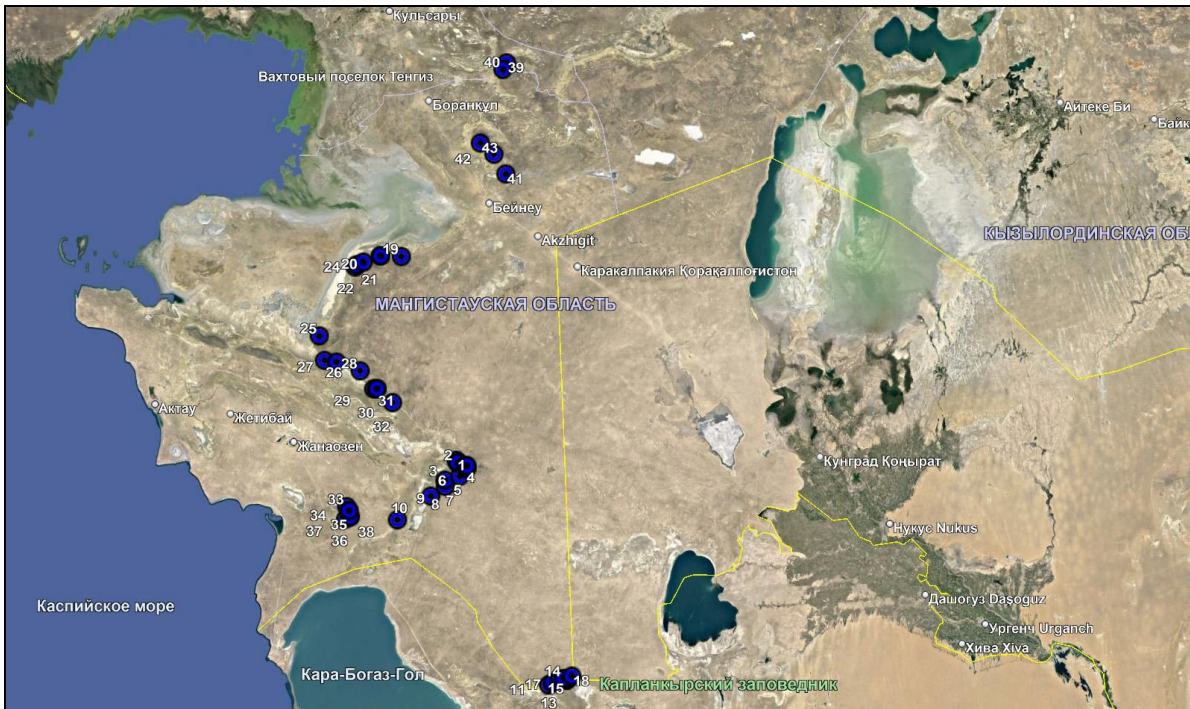 Кульсары
40
39
Вахтовый поселок Тенгиз
Боранқұл
Айтеке Би
Байк
42
43
41
Бейнеу
Akzhigit
КЫЗЫЛОРДИНСКАЯ ОБЛ
19
24
20
21
22
Каракалпакия Қорақалпоғистон
МАНГИСТАУСКАЯ ОБЛАСТЬ
25
27
26
28
29
30
31
32
Актау
Жетибай
Жанаозен
2
1
3
4
6
5
9
8
7
10
Кунград Қоңырат
33
34
35
37
38
36
Нукус Nukus
Каспийское море
Дашогуз Daşoguz
Ургенч Urganch
Хива Xiva
Кара-Богаз-Гол
14
11
17
15
18
13
Капланкырский заповедник